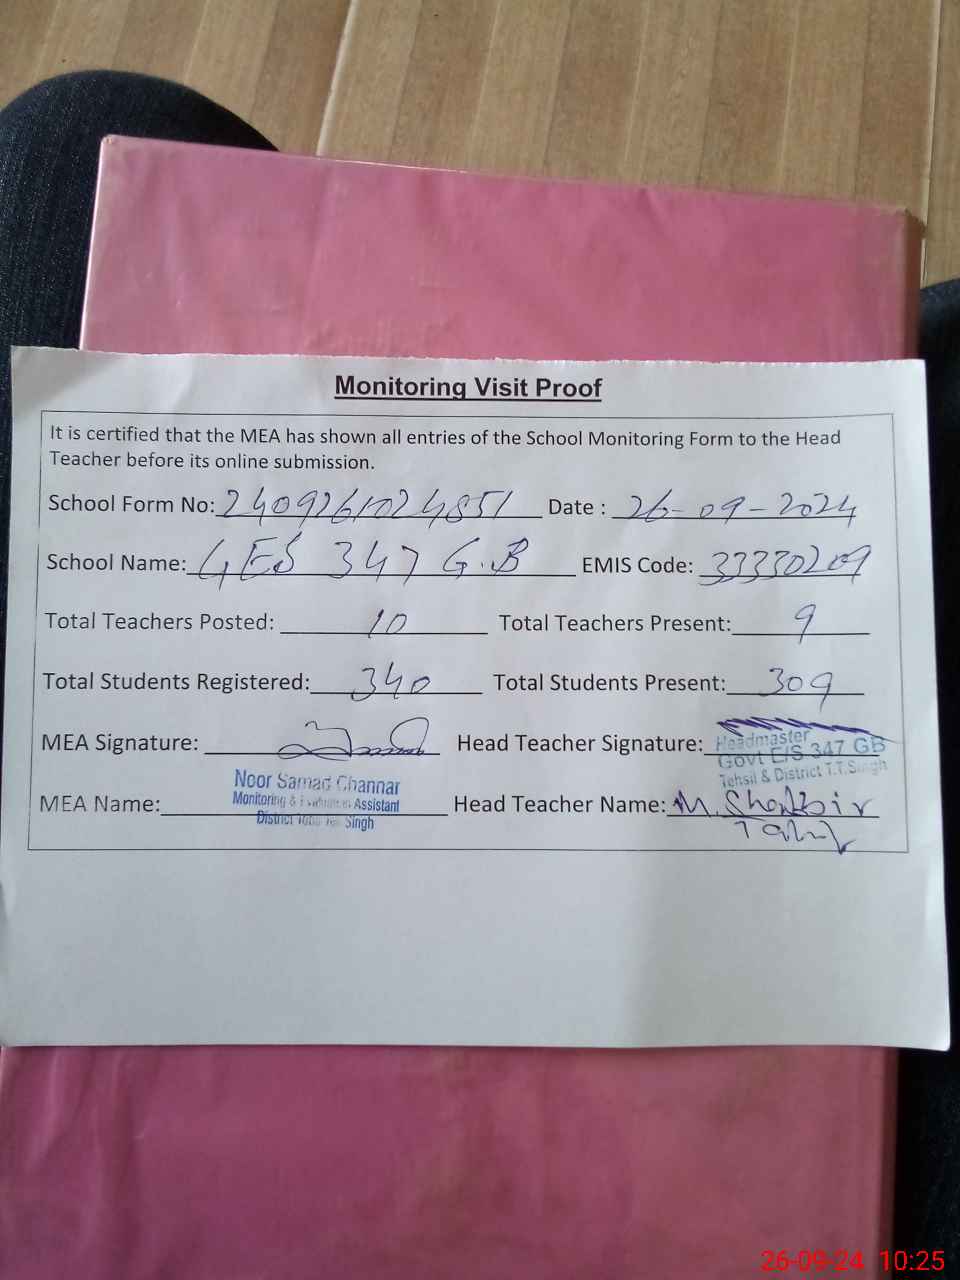 Monitoring Visit Proof
It is certified that the MEA has shown all entries of the School Monitoring Form to the Head
Teacher before its online submission.
School Form No: 2409261024851 Date : 26-09-2024
School Name: GES 347 G.B EMIS Code: 33330209
Total Teachers Posted: 10 Total Teachers Present: 9
Total Students Registered: 340 Total Students Present: 309
MEA Signature: Head Teacher Signature:
Headmaster
Govt E/S 347 GB
Tehsil & District T.T.Singh
MEA Name: Head Teacher Name: M. Shabbir
Noor Samad Channar
Monitoring & Evaluation Assistant
District Toba Tek Singh
26-09-24 10:25